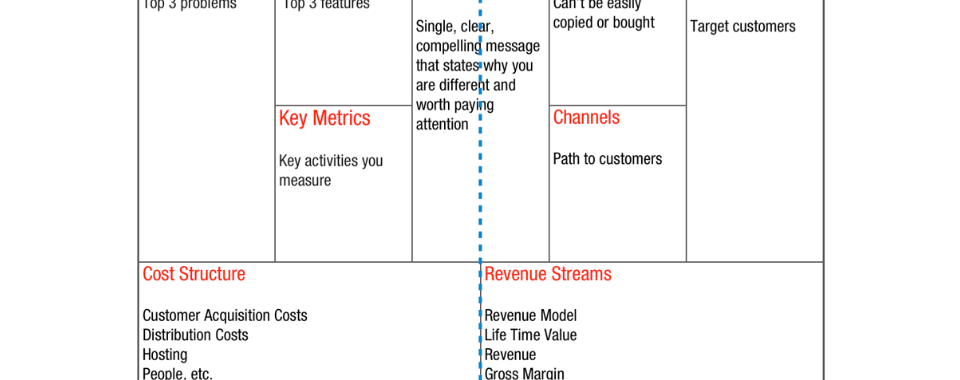 Top 3 problems
Top 3 features
Single, clear,
compelling message
that states why you
are different and
worth paying
attention
Can't be easily
copied or bought
Target customers
Key Metrics
Key activities you
measure
Channels
Path to customers
Cost Structure
Customer Acquisition Costs
Distribution Costs
Hosting
People, etc.
Revenue Streams
Revenue Model
Life Time Value
Revenue
Gross Margin